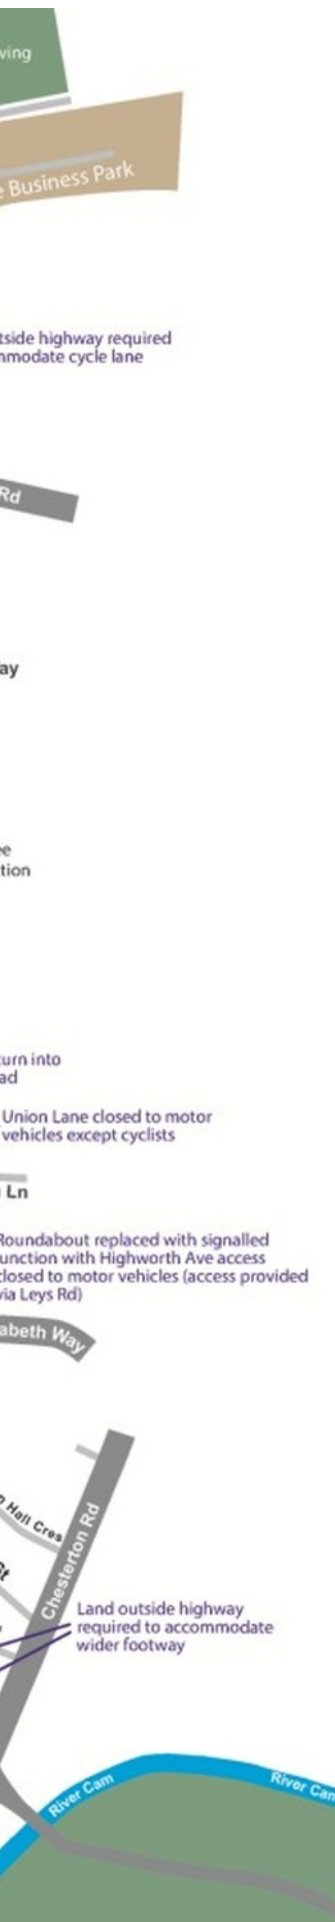 ving
e Business Park
tside highway required
nmodate cycle lane
Rd
ay
e
tion
urn into
ad
Union Lane closed to motor
vehicles except cyclists
Ln
Roundabout replaced with signalled
unction with Highworth Ave access
closed to motor vehicles (access provided
via Leys Rd)
abeth Way
Hall Cres
St
Chesterton Rd
Land outside highway
required to accommodate
wider footway
River Cam
River Cam